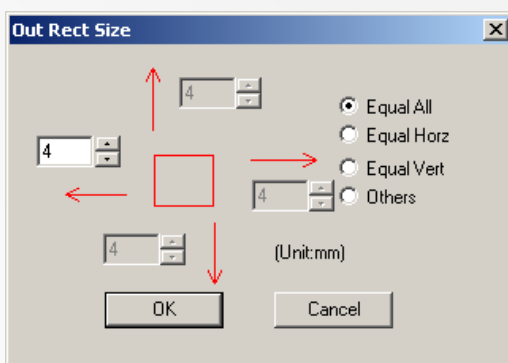 Out Rect Size
4
Equal All
Equal Horz
4
Equal Vert
4
Others
4
(Unit:mm)
OK
Cancel